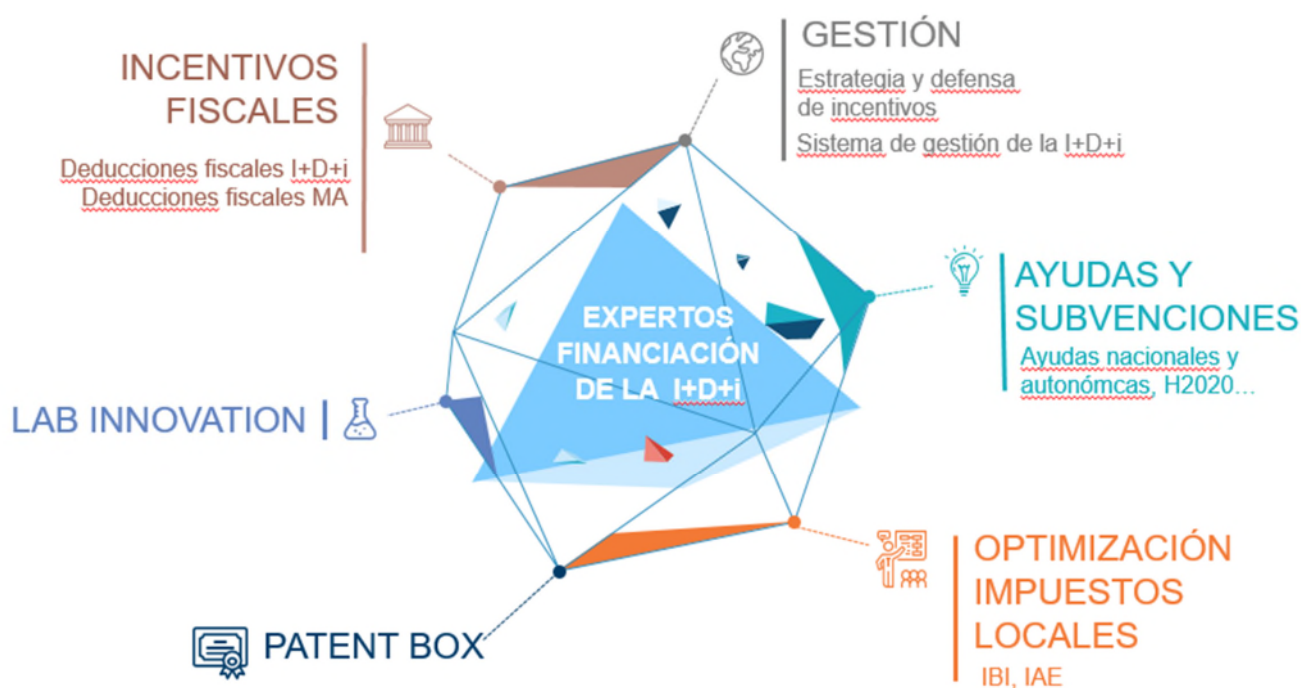 INCENTIVOS
FISCALES
Deducciones fiscales I+D+i
Deducciones fiscales MA
GESTIÓN
Estrategia y defensa
de incentivos
Sistema de gestión de la I+D+i
AYUDAS Y
SUBVENCIONES
Ayudas nacionales y
autonómcas, H2020...
EXPERTOS
FINANCIACIÓN
DE LA I+D+i
LAB INNOVATION
OPTIMIZACIÓN
IMPUESTOS
LOCALES
IBI, IAE
PATENT BOX